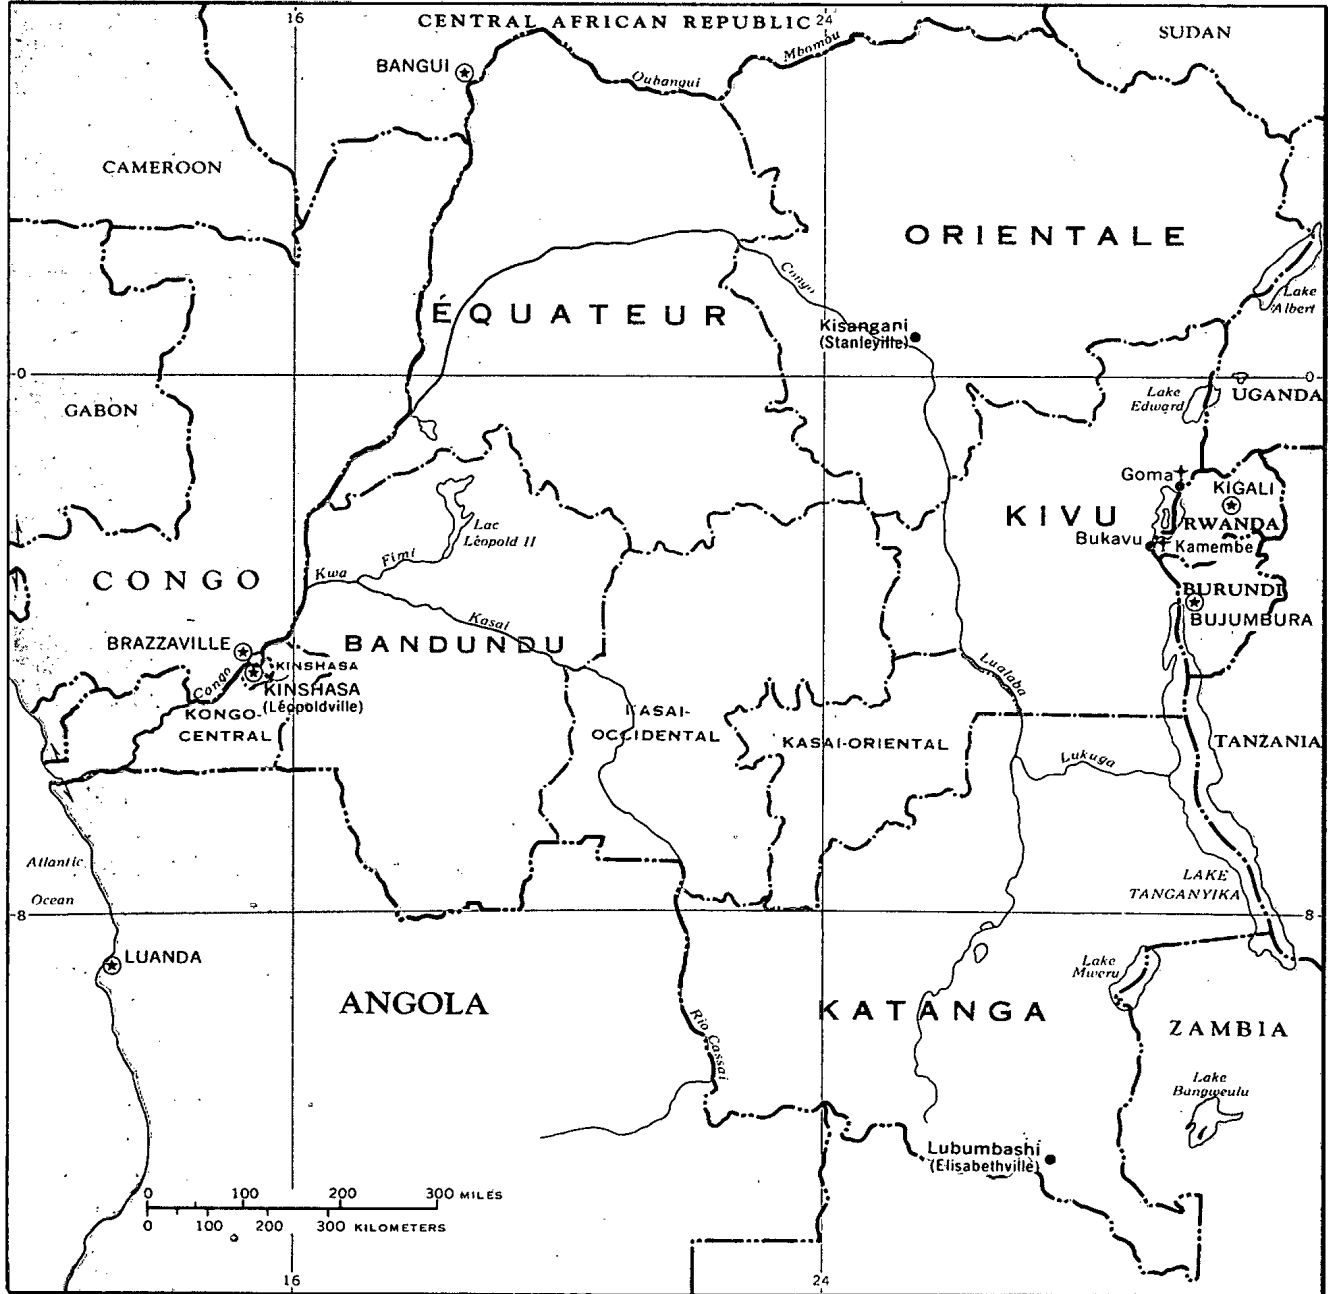 16
CENTRAL AFRICAN REPUBLIC
24
SUDAN
BANGUI
Oubangui
Mbomou
CAMEROON
ORIENTALE
Congo
ÉQUATEUR
Lake
Albert
Kisangani
(Stanleyville)
0
0
GABON
Lake
Edward
UGANDA
Goma
KIGALI
KIVU
RWANDA
Bukavu
Kamembe
Lac
Léopold II
Fimi
Kwa
CONGO
BURUNDI
BUJUMBURA
Kasai
BRAZZAVILLE
BANDUNDU
KINSHASA
Congo
KINSHASA
(Léopoldville)
Lualaba
KONGO-
CENTRAL
KASAI-
OCCIDENTAL
KASAI-ORIENTAL
TANZANIA
Lukuga
Atlantic
Ocean
LAKE
TANGANYIKA
8
8
LUANDA
Lake
Mweru
ANGOLA
KATANGA
Rio Cassai
ZAMBIA
Lake
Bangweulu
Lubumbashi
(Elisabethville)
0 100 200 300 MILES
0 100 200 300 KILOMETERS
16
24